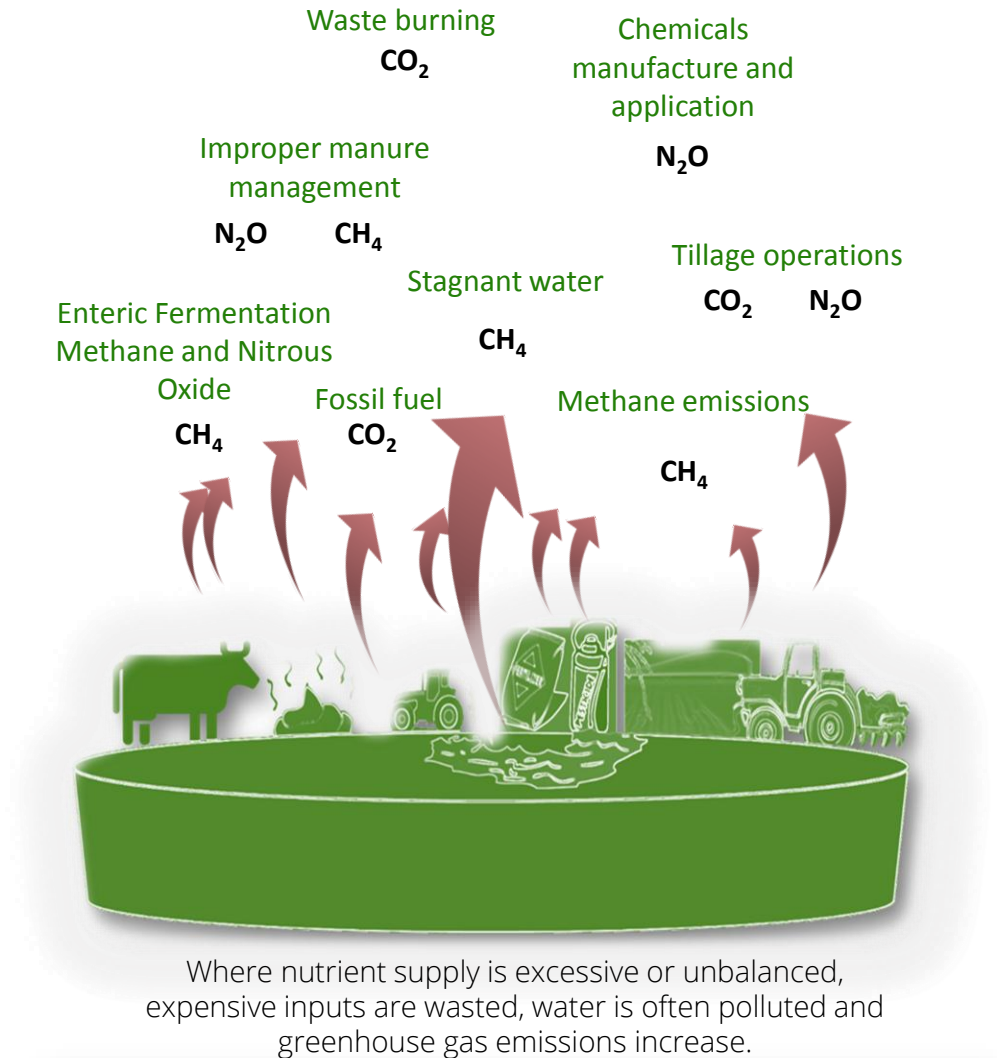 Waste burning
CO₂
Chemicals
manufacture and
application
N₂O
Improper manure
management
N₂O CH₄
Stagnant water
CH₄
Tillage operations
CO₂ N₂O
Enteric Fermentation
Methane and Nitrous
Oxide
CH₄
Fossil fuel
CO₂
Methane emissions
CH₄
Where nutrient supply is excessive or unbalanced,
expensive inputs are wasted, water is often polluted and
greenhouse gas emissions increase.